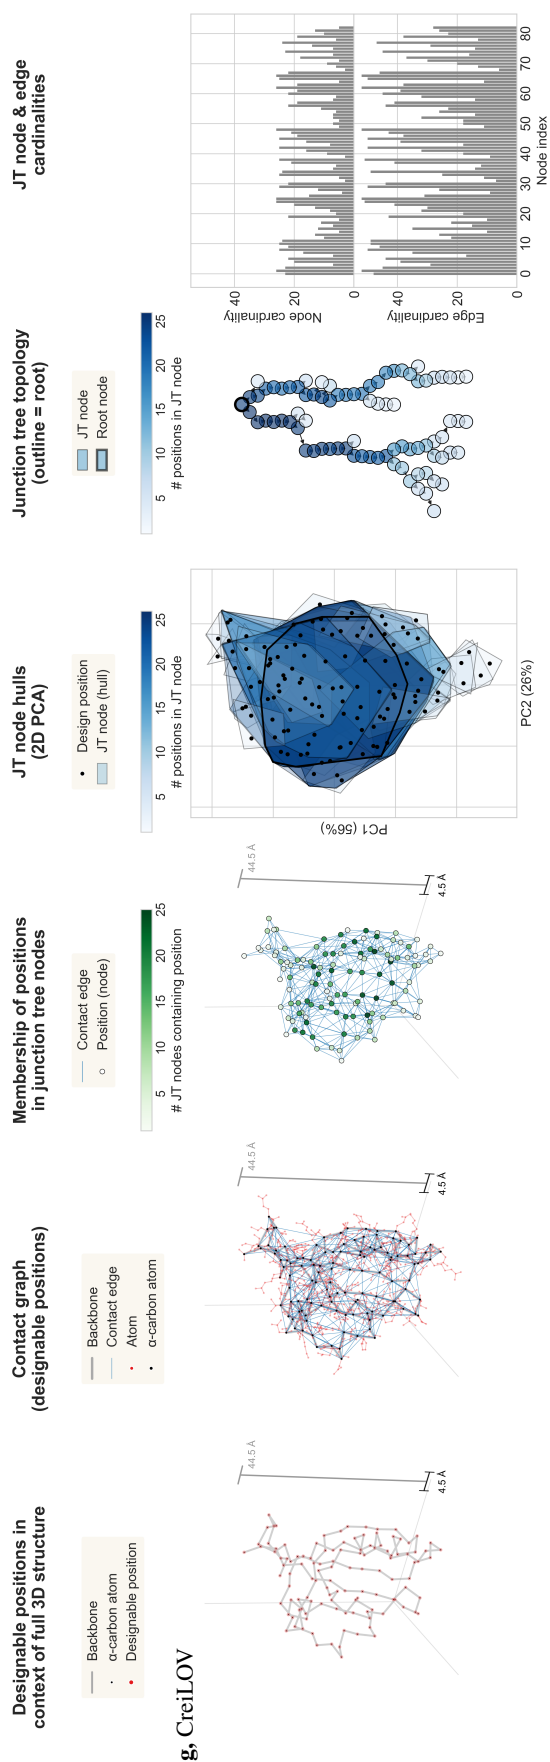 Designable positions in
context of full 3D structure
Backbone
α-carbon atom
Designable position
g, CreiLOV
44.5 Å
4.5 Å
Contact graph
(designable positions)
Backbone
Contact edge
Atom
α-carbon atom
44.5 Å
4.5 Å
Membership of positions
in junction tree nodes
Contact edge
Position (node)
5 10 15 20 25
# JT nodes containing position
44.5 Å
4.5 Å
JT node hulls
(2D PCA)
Design position
JT node (hull)
5 10 15 20 25
# positions in JT node
PC1 (56%)
PC2 (26%)
Junction tree topology
(outline = root)
JT node
Root node
5 10 15 20 25
# positions in JT node
JT node & edge
cardinalities
40
20
0
Node cardinality
40
20
0
Edge cardinality
0 10 20 30 40 50 60 70 80
Node index